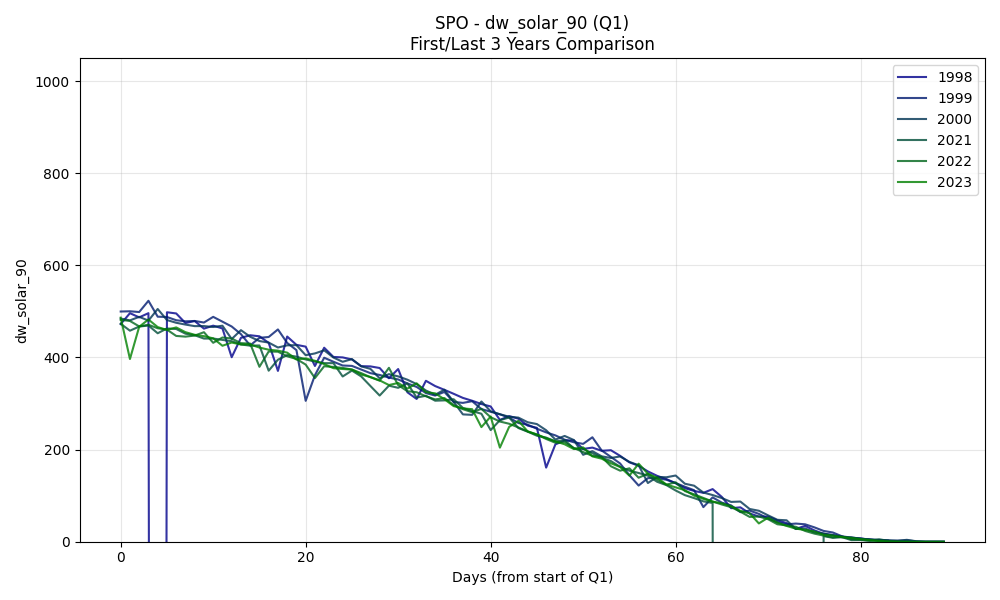 SPO - dw_solar_90 (Q1)
First/Last 3 Years Comparison
1000
800
600
400
200
0
dw_solar_90
0 20 40 60 80
Days (from start of Q1)
1998
1999
2000
2021
2022
2023